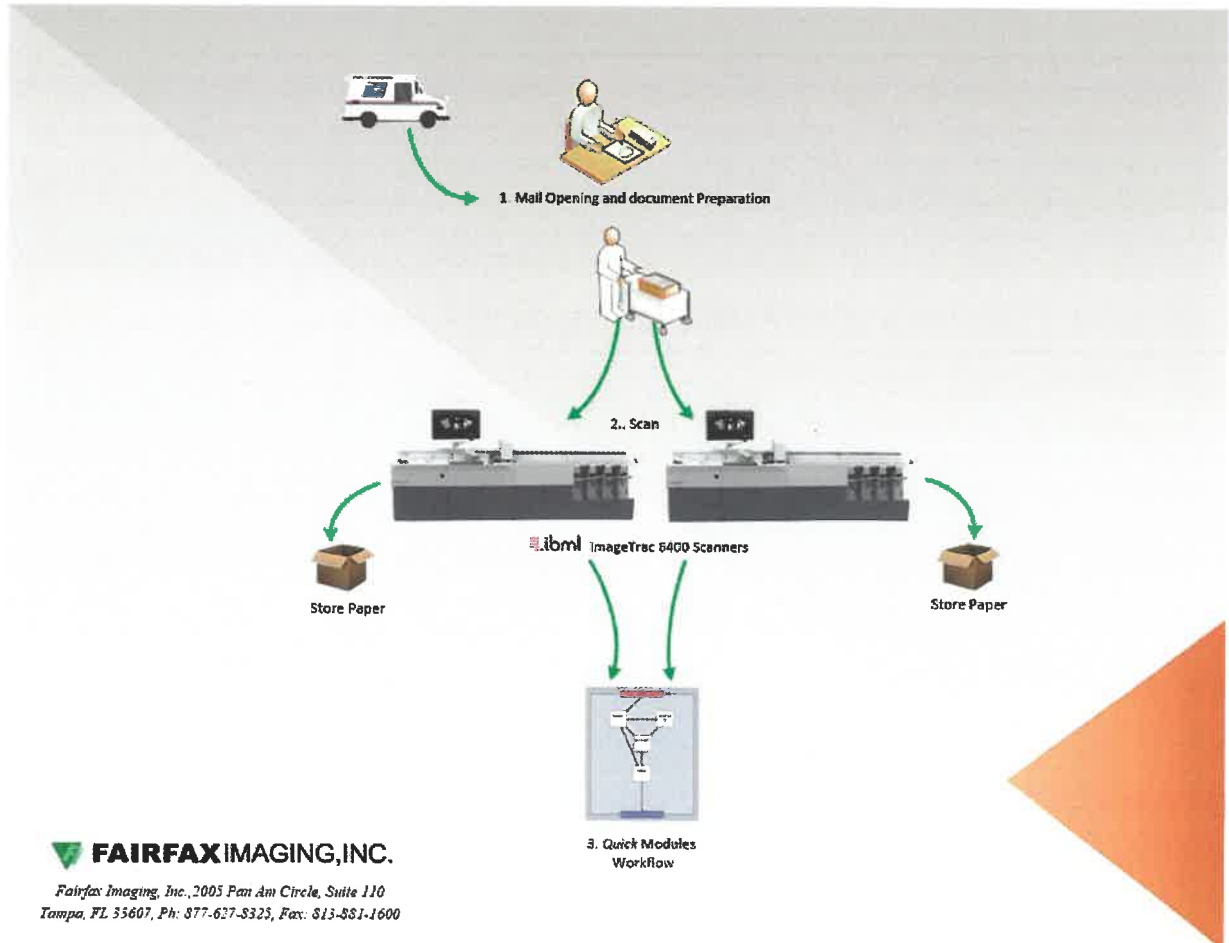 1. Mail Opening and document Preparation
2.. Scan
ibml ImageTrac 6400 Scanners
Store Paper
Store Paper
3. Quick Modules
Workflow
FAIRFAX IMAGING, INC.
Fairfax Imaging, Inc., 2005 Pan Am Circle, Suite 110
Tampa, FL 33607, Ph: 877-627-8325, Fax: 813-881-1600